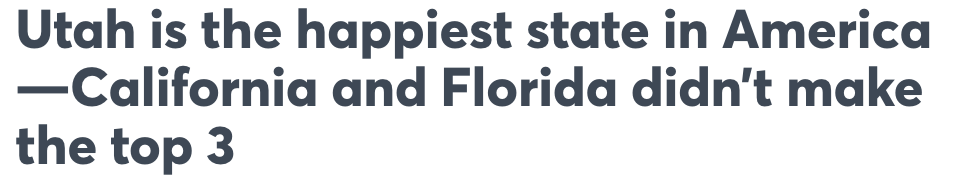 Utah is the happiest state in America
—California and Florida didn’t make
the top 3